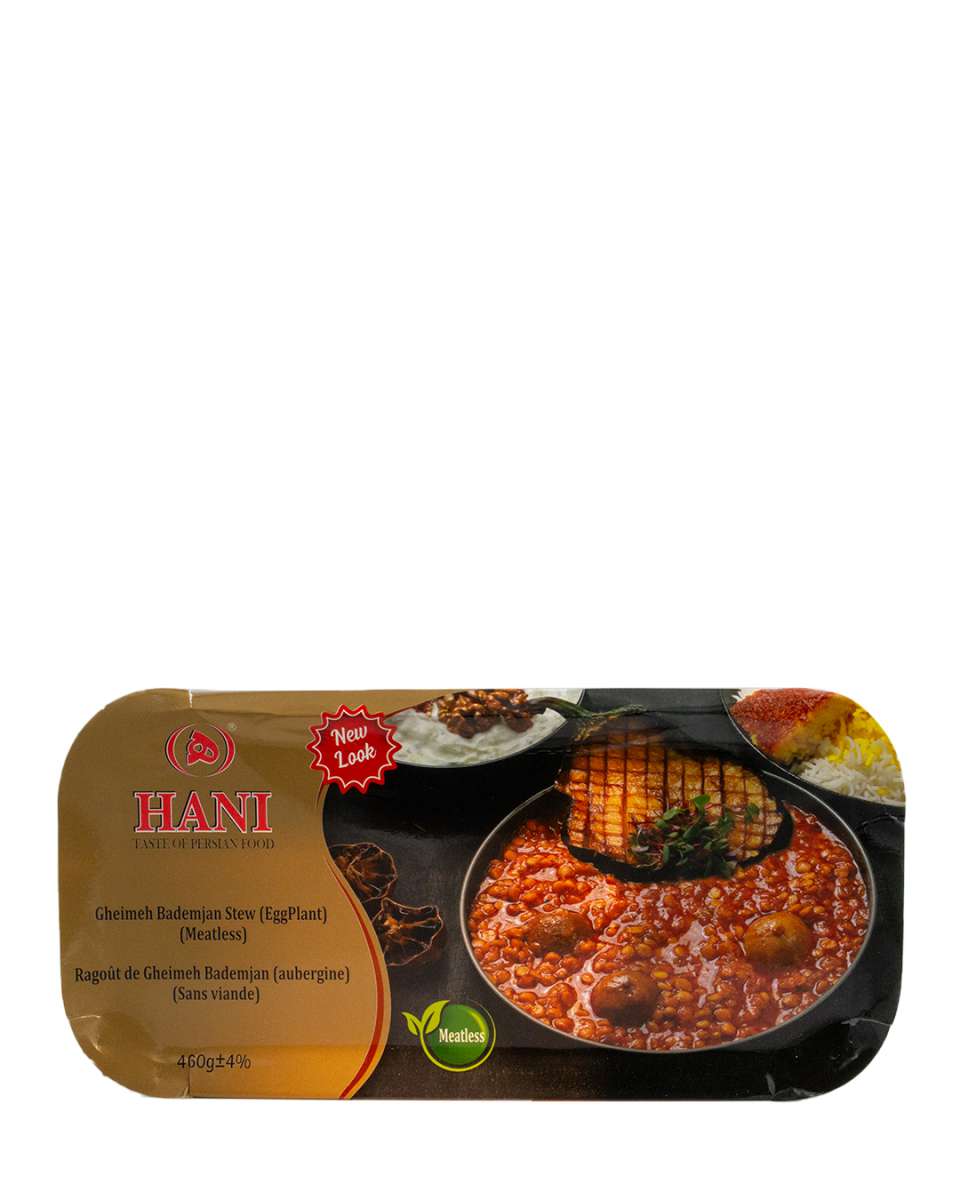 ®
HANI
TASTE OF PERSIAN FOOD
New
Look
Gheimeh Bademjan Stew (EggPlant)
(Meatless)
Ragoût de Gheimeh Bademjan (aubergine)
(Sans viande)
460g±4%
Meatless